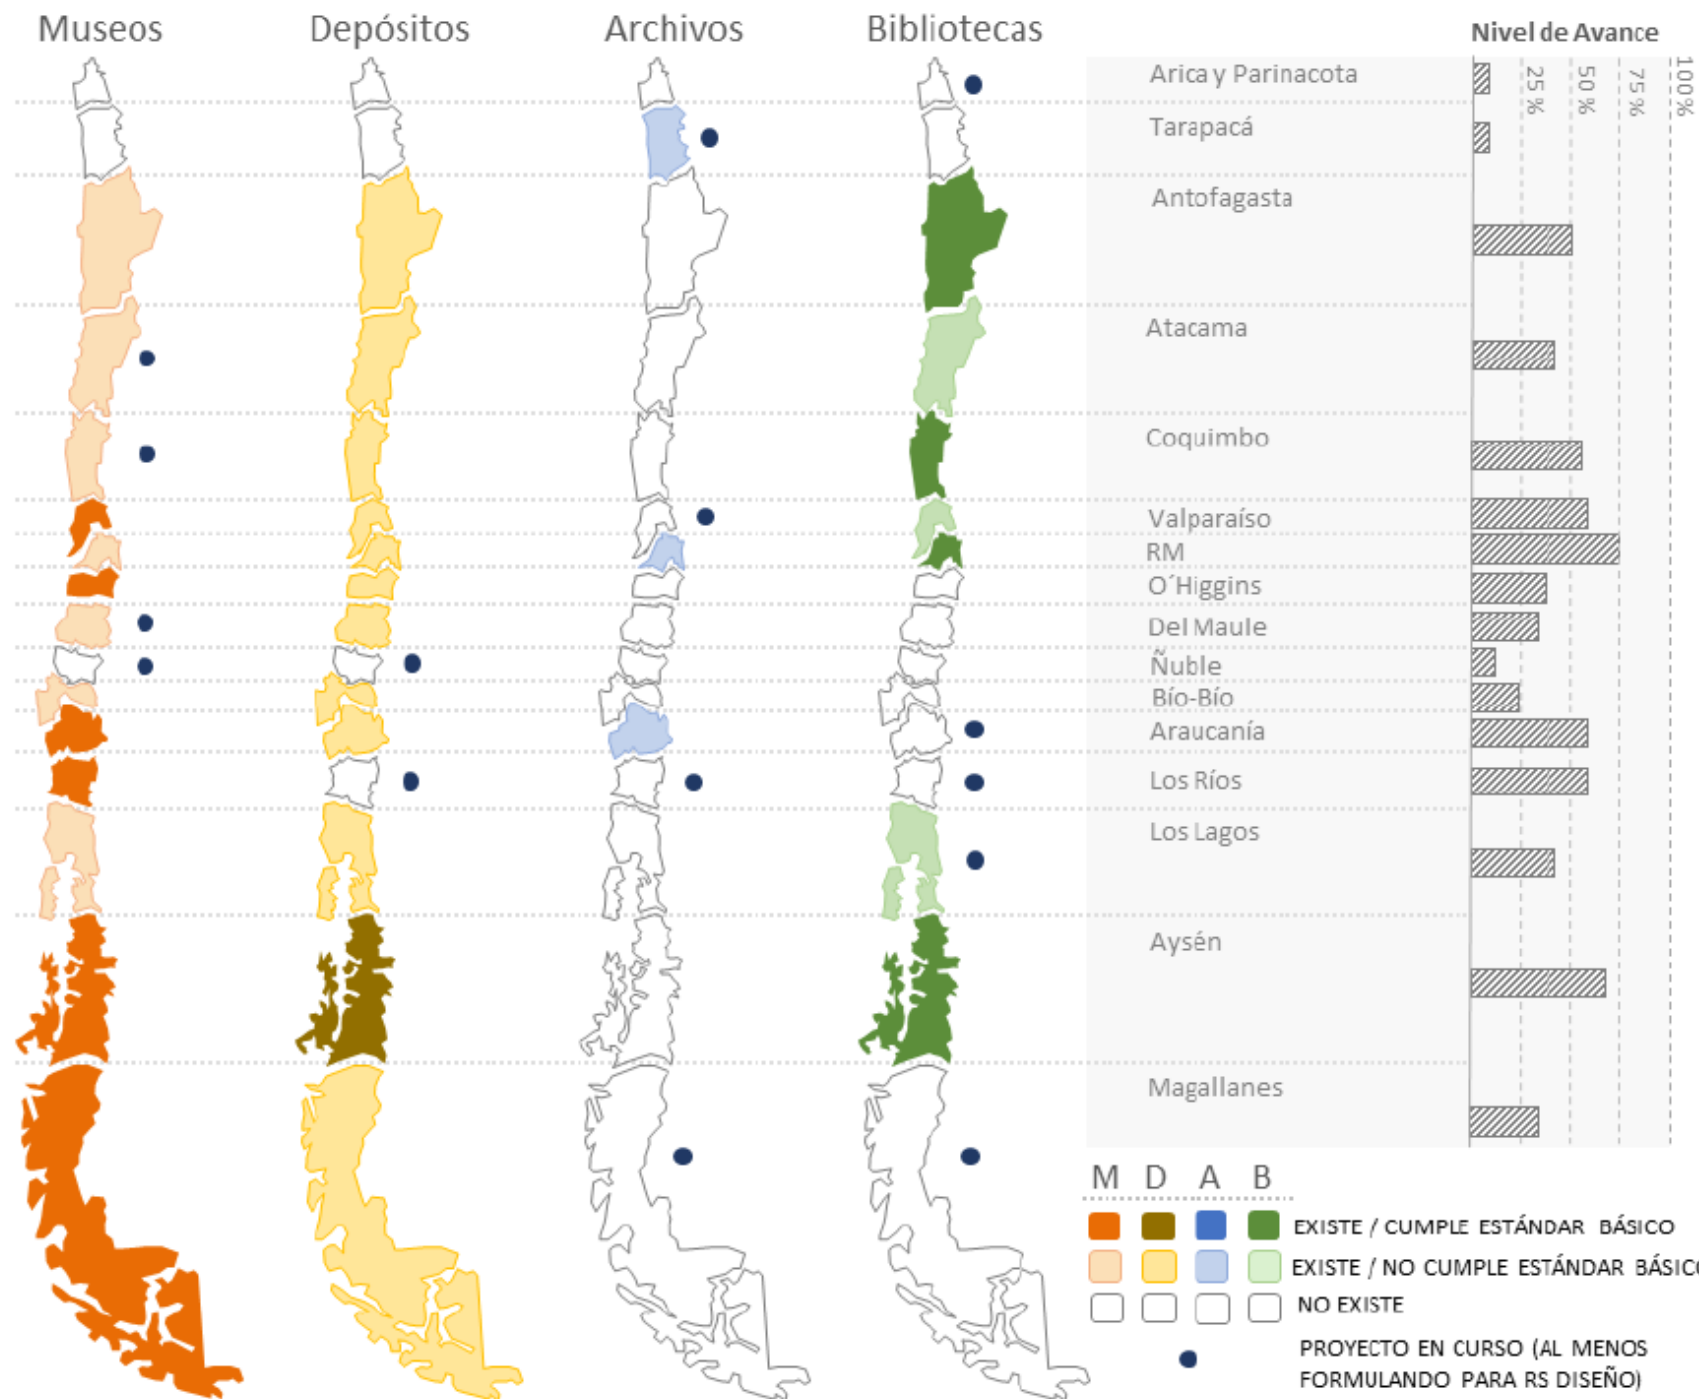 Museos
Depósitos
Archivos
Bibliotecas
Nivel de Avance
25 %
50 %
75 %
100%
Arica y Parinacota
Tarapacá
Antofagasta
Atacama
Coquimbo
Valparaíso
RM
O´Higgins
Del Maule
Ñuble
Bío-Bío
Araucanía
Los Ríos
Los Lagos
Aysén
Magallanes
M D A B
EXISTE / CUMPLE ESTÁNDAR BÁSICO
EXISTE / NO CUMPLE ESTÁNDAR BÁSICO
NO EXISTE
PROYECTO EN CURSO (AL MENOS
FORMULANDO PARA RS DISEÑO)